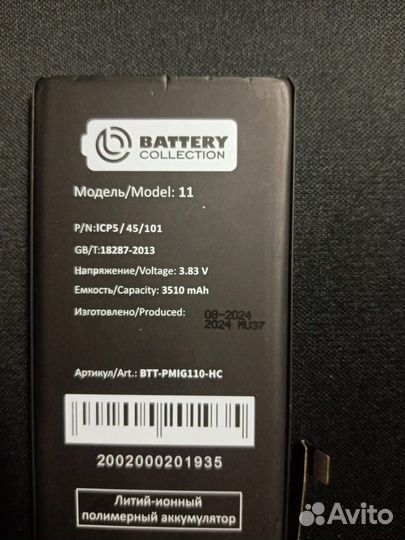 BATTERY
COLLECTION
Модель/Model: 11
P/N:ICP5/45/101
GB/T:18287-2013
Напряжение/Voltage: 3.83 V
Емкость/Capacity: 3510 mAh
Изготовлено/Produced: 08-2024
2024 MU37
Артикул/Art.: BTT-PMIG110-HC
2002000201935
Литий-ионный
полимерный аккумулятор
Avito